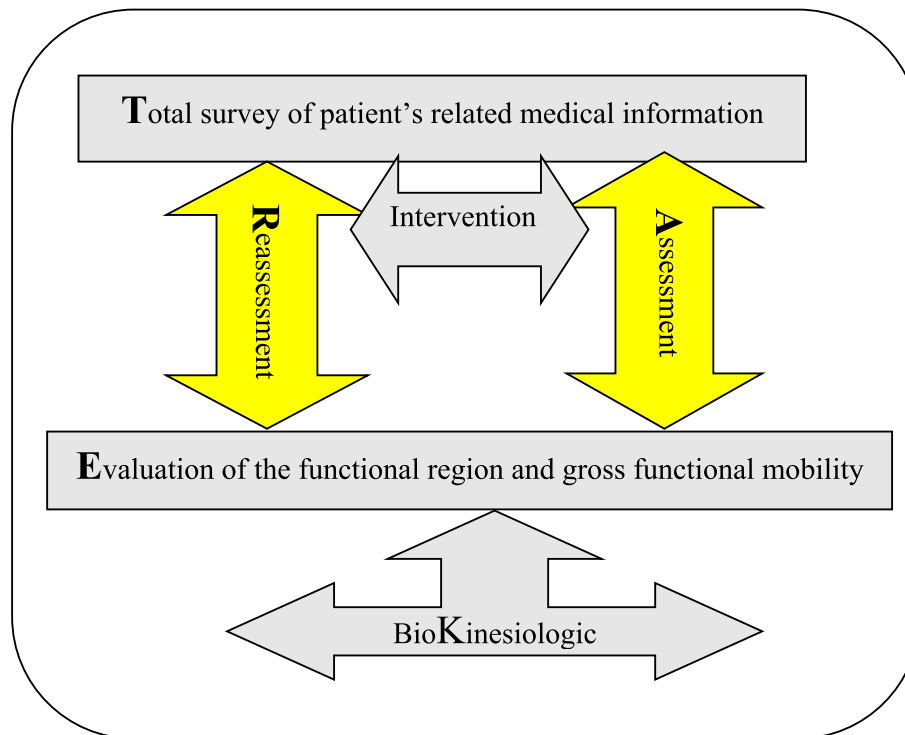 Total survey of patient’s related medical information
Intervention
Reassessment
Assessment
Evaluation of the functional region and gross functional mobility
BioKinesiologic